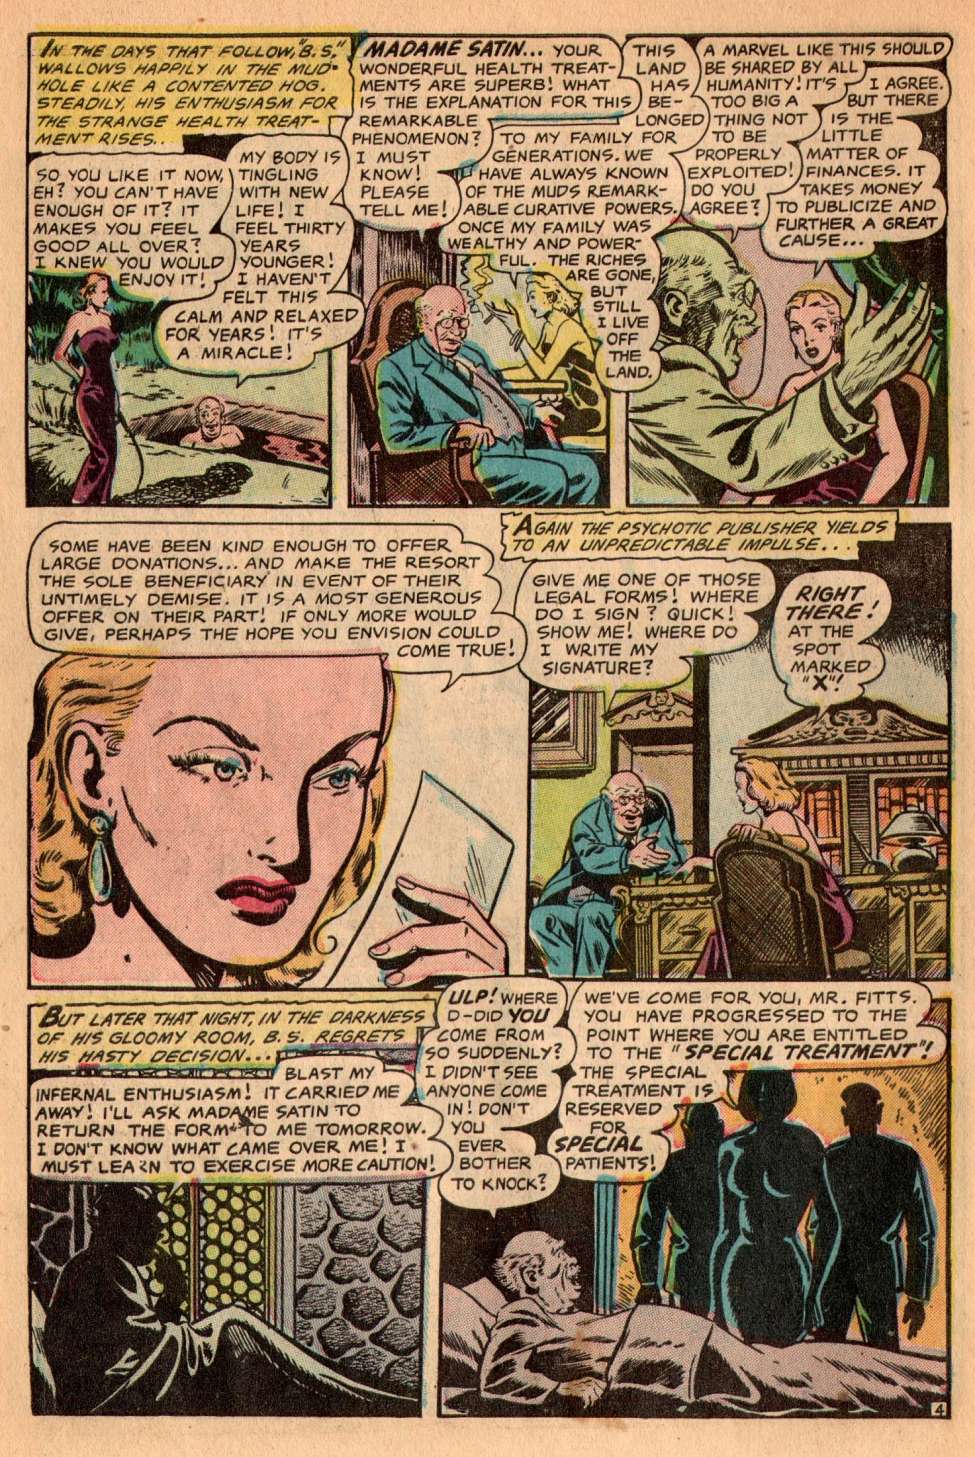 IN THE DAYS THAT FOLLOW, "B.S."
WALLOWS HAPPILY IN THE MUD-
HOLE LIKE A CONTENTED HOG.
STEADILY, HIS ENTHUSIASM FOR
THE STRANGE HEALTH TREAT-
MENT RISES..
SO YOU LIKE IT NOW,
EH? YOU CAN'T HAVE
ENOUGH OF IT? IT
MAKES YOU FEEL
GOOD ALL OVER?
I KNEW YOU WOULD
ENJOY IT!
MY BODY IS
TINGLING
WITH NEW
LIFE! I
FEEL THIRTY
YEARS
YOUNGER!
I HAVEN'T
FELT THIS
CALM AND RELAXED
FOR YEARS! IT'S
A MIRACLE!
MADAME SATIN... YOUR
WONDERFUL HEALTH TREAT-
MENTS ARE SUPERB! WHAT
IS THE EXPLANATION FOR THIS
REMARKABLE
PHENOMENON?
I MUST
KNOW!
PLEASE
TELL ME!
THIS
LAND
HAS
BE-
LONGED
TO MY FAMILY FOR
GENERATIONS. WE
HAVE ALWAYS KNOWN
OF THE MUDS REMARK-
ABLE CURATIVE POWERS.
ONCE MY FAMILY WAS
WEALTHY AND POWER-
FUL. THE RICHES
ARE GONE,
BUT
STILL
I LIVE
OFF
THE
LAND.
A MARVEL LIKE THIS SHOULD
BE SHARED BY ALL
HUMANITY! IT'S
TOO BIG A
THING NOT
TO BE
PROPERLY
EXPLOITED!
DO YOU
AGREE?
I AGREE.
BUT THERE
IS THE
LITTLE
MATTER OF
FINANCES. IT
TAKES MONEY
TO PUBLICIZE AND
FURTHER A GREAT
CAUSE...
SOME HAVE BEEN KIND ENOUGH TO OFFER
LARGE DONATIONS... AND MAKE THE RESORT
THE SOLE BENEFICIARY IN EVENT OF THEIR
UNTIMELY DEMISE. IT IS A MOST GENEROUS
OFFER ON THEIR PART! IF ONLY MORE WOULD
GIVE, PERHAPS THE HOPE YOU ENVISION COULD
COME TRUE!
AGAIN THE PSYCHOTIC PUBLISHER YIELDS
TO AN UNPREDICTABLE IMPULSE...
GIVE ME ONE OF THOSE
LEGAL FORMS! WHERE
DO I SIGN? QUICK!
SHOW ME! WHERE DO
I WRITE MY
SIGNATURE?
RIGHT
THERE!
AT THE
SPOT
MARKED
"X"!
BUT LATER THAT NIGHT, IN THE DARKNESS
OF HIS GLOOMY ROOM, B.S. REGRETS
HIS HASTY DECISION...
BLAST MY
INFERNAL ENTHUSIASM! IT CARRIED ME
AWAY! I'LL ASK MADAME SATIN TO
RETURN THE FORM TO ME TOMORROW.
I DON'T KNOW WHAT CAME OVER ME! I
MUST LEARN TO EXERCISE MORE CAUTION!
ULP! WHERE
D-DID YOU
COME FROM
SO SUDDENLY?
I DIDN'T SEE
ANYONE COME
IN! DON'T
YOU
EVER
BOTHER
TO KNOCK?
WE'VE COME FOR YOU, MR. FITTS.
YOU HAVE PROGRESSED TO THE
POINT WHERE YOU ARE ENTITLED
TO THE "SPECIAL TREATMENT"!
THE SPECIAL
TREATMENT IS
RESERVED
FOR
SPECIAL
PATIENTS!
4